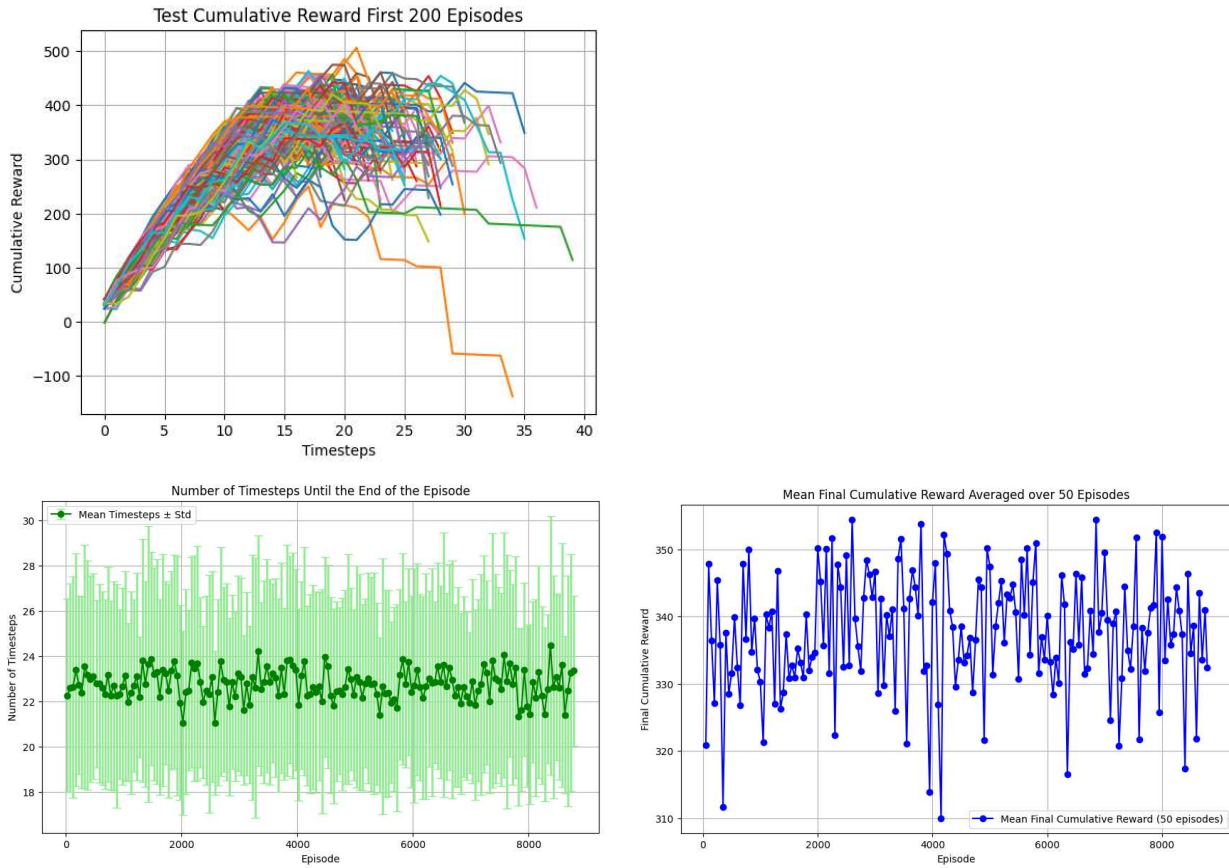 Test Cumulative Reward First 200 Episodes
500
400
300
200
100
0
−100
Cumulative Reward
0 5 10 15 20 25 30 35 40
Timesteps
Number of Timesteps Until the End of the Episode
Mean Timesteps ± Std
30
28
26
24
22
20
18
Number of Timesteps
0 2000 4000 6000 8000
Episode
Mean Final Cumulative Reward Averaged over 50 Episodes
350
340
330
320
310
Final Cumulative Reward
Mean Final Cumulative Reward (50 episodes)
0 2000 4000 6000 8000
Episode